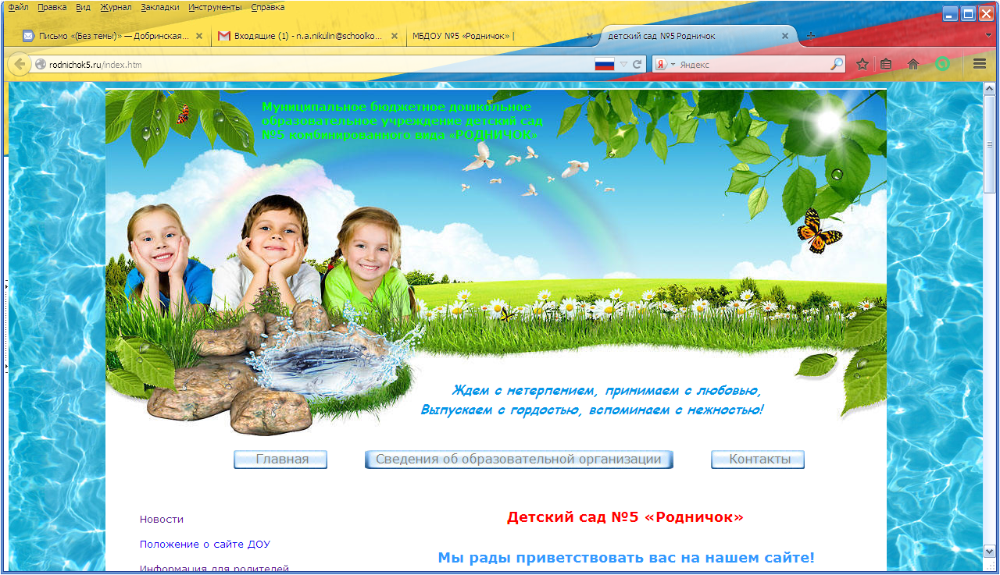 Файл Правка Вид Журнал Закладки Инструменты Справка
Письмо «(Без темы)» — Добринская...
Входящие (1) - n.a.nikulin@schoolko...
МБДОУ №5 «Родничок» |
детский сад №5 Родничок
rodnichok5.ru/index.htm
Я Яндекс
Муниципальное бюджетное дошкольное
образовательное учреждение детский сад
№5 комбинированного вида «РОДНИЧОК»
Ждем с нетерпением, принимаем с любовью,
Выпускаем с гордостью, вспоминаем с нежностью!
Главная
Сведения об образовательной организации
Контакты
Новости
Положение о сайте ДОУ
Информация для родителей
Детский сад №5 «Родничок»
Мы рады приветствовать вас на нашем сайте!